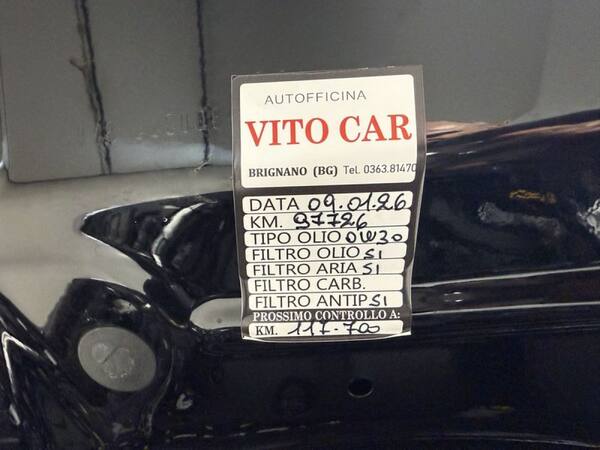 AUTOFFICINA
VITO CAR
BRIGNANO (BG) Tel. 0363.81470
DATA 09.01.26
KM. 97726
TIPO OLIO 0W30
FILTRO OLIO SI
FILTRO ARIA SI
FILTRO CARB.
FILTRO ANTIP SI
PROSSIMO CONTROLLO A:
KM. 117.700